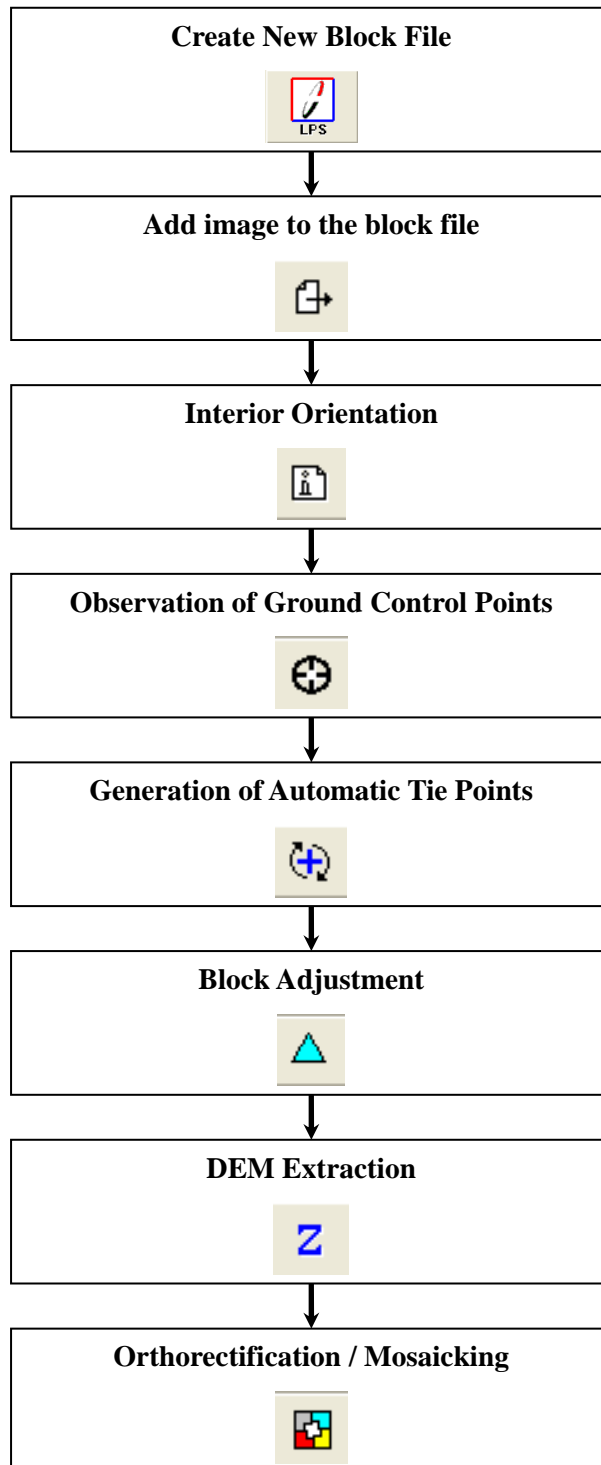 Create New Block File
LPS
Add image to the block file
Interior Orientation
i
Observation of Ground Control Points
Generation of Automatic Tie Points
Block Adjustment
DEM Extraction
Z
Orthorectification / Mosaicking